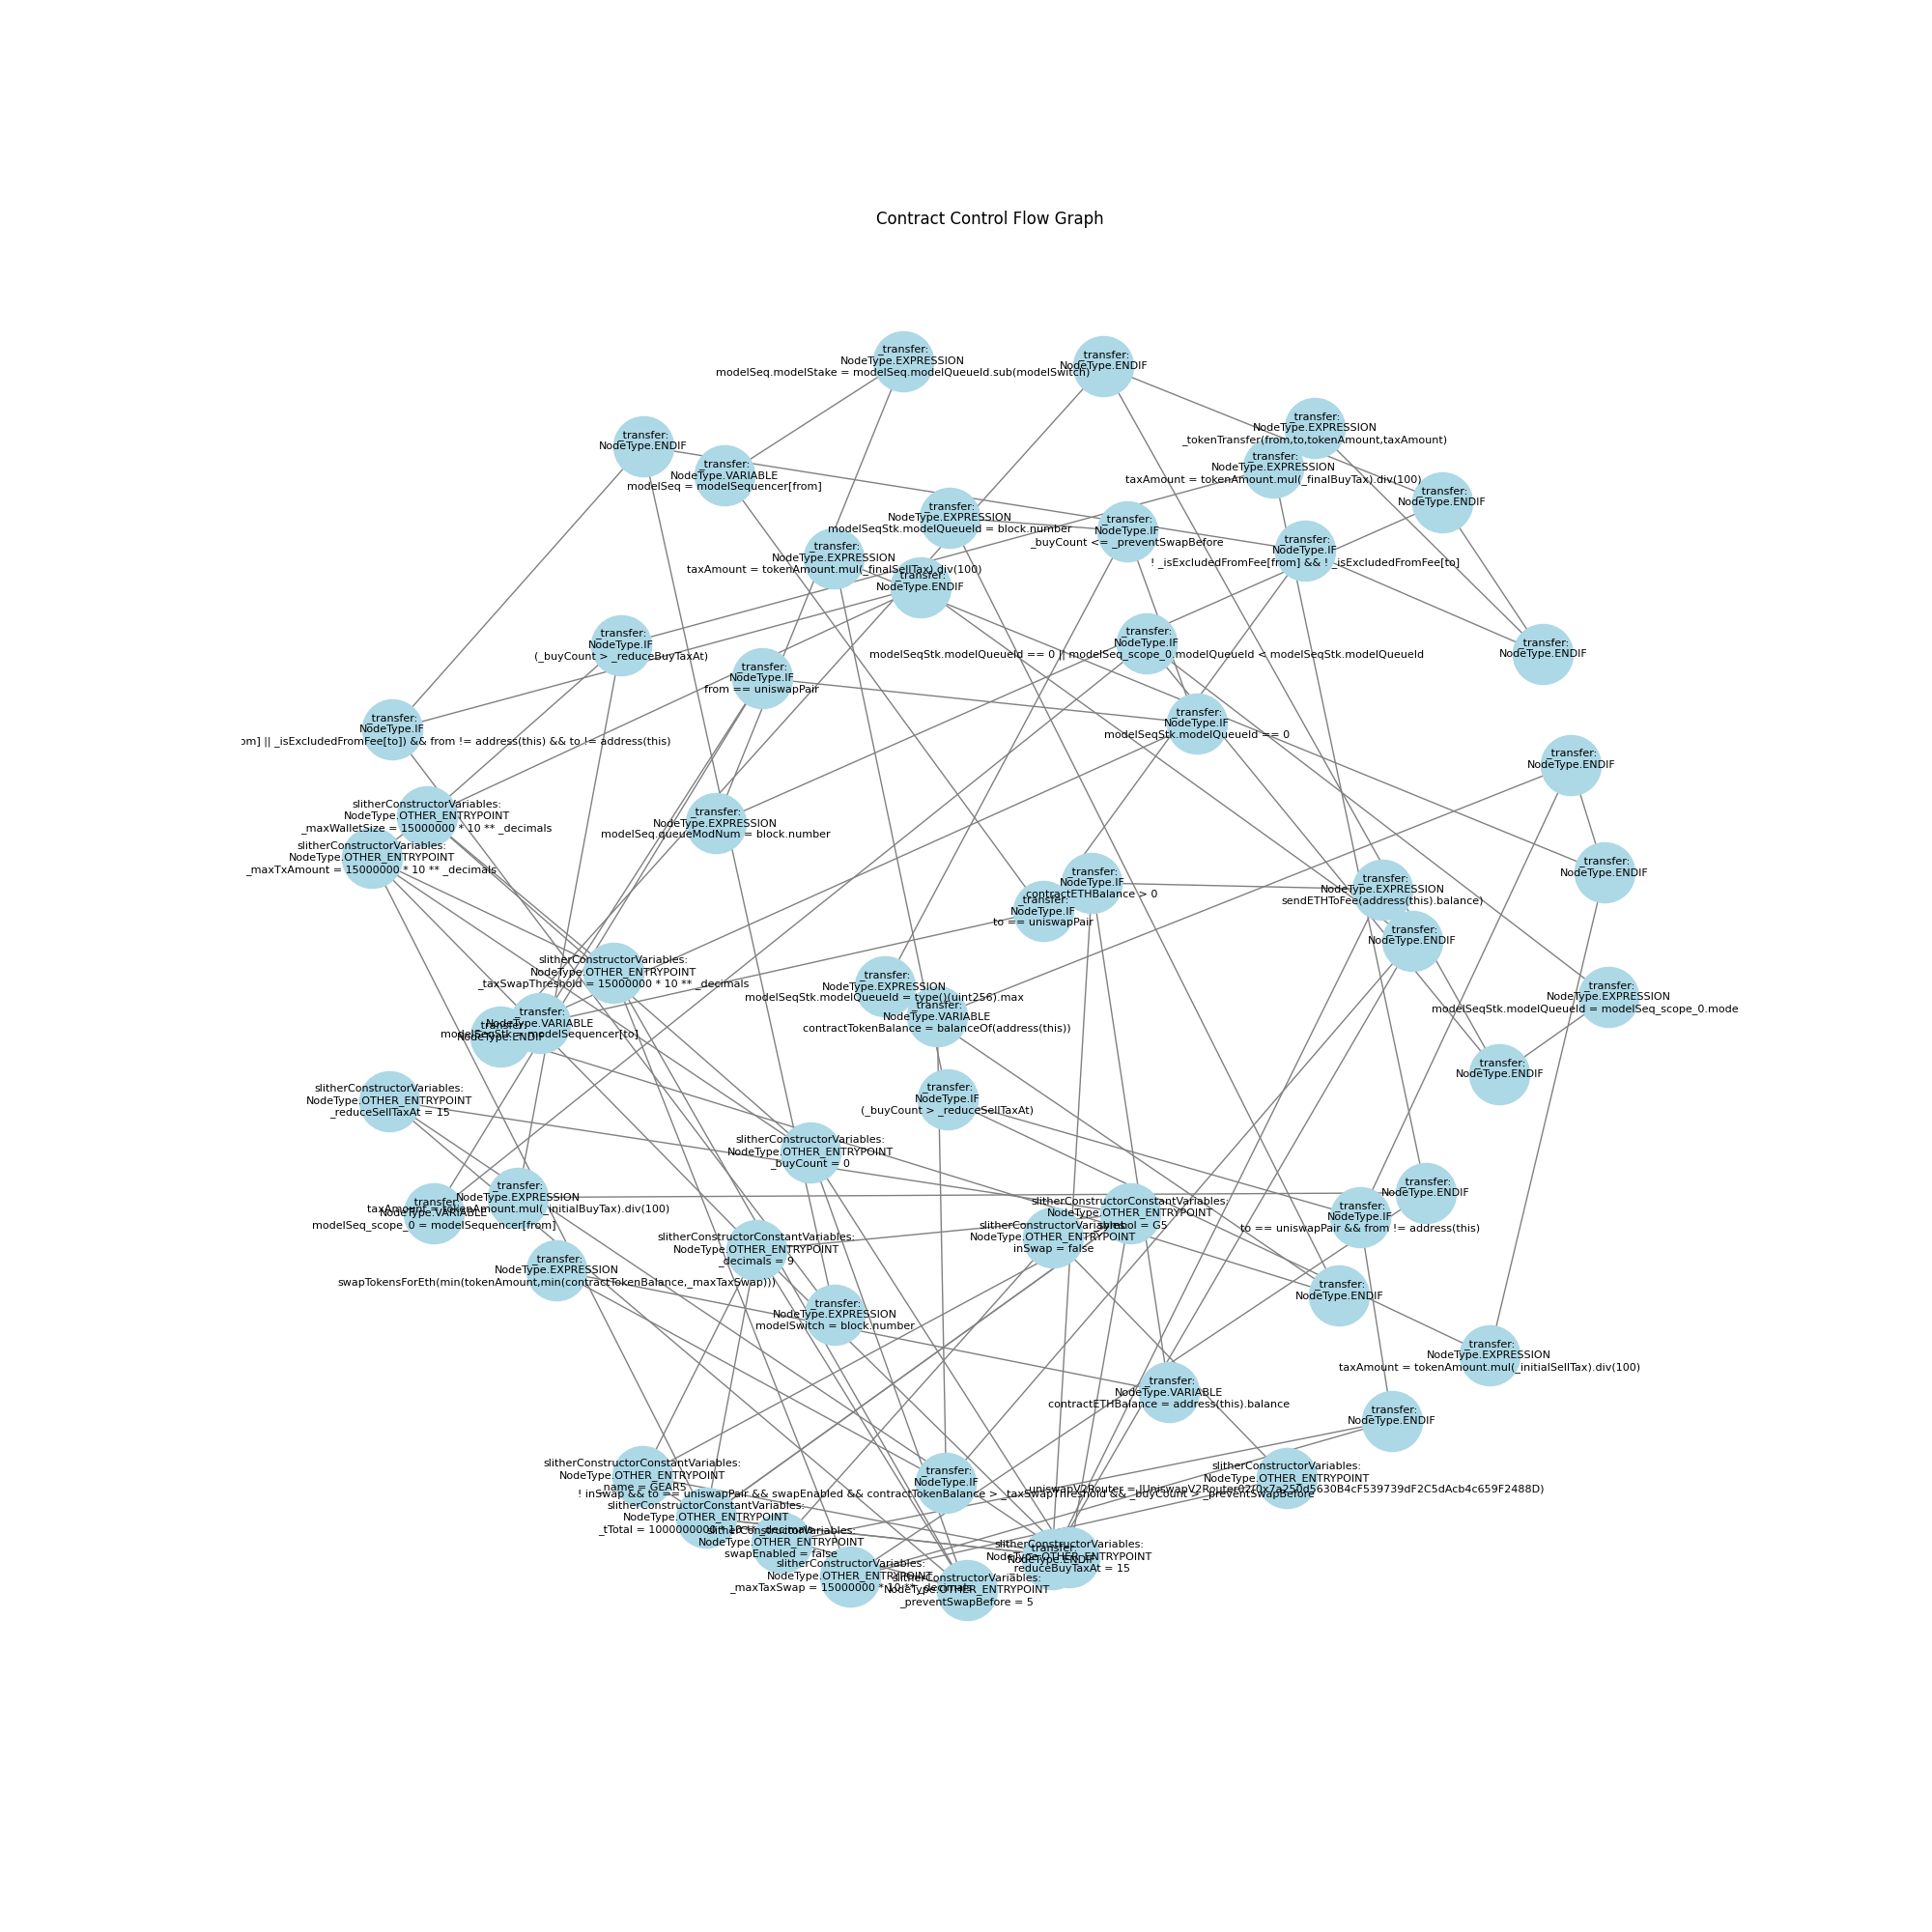 Contract Control Flow Graph
_transfer:
NodeType.EXPRESSION
modelSeq.modelStake = modelSeq.modelQueueId.sub(modelSwitch)
_transfer:
NodeType.ENDIF
_transfer:
NodeType.EXPRESSION
_tokenTransfer(from,to,tokenAmount,taxAmount)
_transfer:
NodeType.ENDIF
_transfer:
NodeType.VARIABLE
modelSeq = modelSequencer[from]
_transfer:
NodeType.EXPRESSION
taxAmount = tokenAmount.mul(_finalBuyTax).div(100)
_transfer:
NodeType.ENDIF
_transfer:
NodeType.EXPRESSION
modelSeqStk.modelQueueId = block.number
_transfer:
NodeType.IF
_buyCount <= _preventSwapBefore
_transfer:
NodeType.IF
! _isExcludedFromFee[from] && ! _isExcludedFromFee[to]
_transfer:
NodeType.EXPRESSION
taxAmount = tokenAmount.mul(_finalSellTax).div(100)
_transfer:
NodeType.ENDIF
_transfer:
NodeType.IF
(_buyCount > _reduceBuyTaxAt)
_transfer:
NodeType.IF
modelSeqStk.modelQueueId == 0 || modelSeq_scope_0.modelQueueId < modelSeqStk.modelQueueId
_transfer:
NodeType.ENDIF
_transfer:
NodeType.IF
from == uniswapPair
_transfer:
NodeType.IF
om] || _isExcludedFromFee[to]) && from != address(this) && to != address(this)
_transfer:
NodeType.IF
modelSeqStk.modelQueueId == 0
_transfer:
NodeType.ENDIF
slitherConstructorVariables:
NodeType.OTHER_ENTRYPOINT
_maxWalletSize = 15000000 * 10 ** _decimals
_transfer:
NodeType.EXPRESSION
modelSeq.queueModNum = block.number
slitherConstructorVariables:
NodeType.OTHER_ENTRYPOINT
_maxTxAmount = 15000000 * 10 ** _decimals
_transfer:
NodeType.ENDIF
_transfer:
NodeType.IF
contractETHBalance > 0
_transfer:
NodeType.EXPRESSION
sendETHToFee(address(this).balance)
_transfer:
NodeType.IF
to == uniswapPair
_transfer:
NodeType.ENDIF
slitherConstructorVariables:
NodeType.OTHER_ENTRYPOINT
_taxSwapThreshold = 15000000 * 10 ** _decimals
_transfer:
NodeType.EXPRESSION
modelSeqStk.modelQueueId = type()(uint256).max
_transfer:
NodeType.EXPRESSION
modelSeqStk.modelQueueId = modelSeq_scope_0.mode
_transfer:
NodeType.VARIABLE
contractTokenBalance = balanceOf(address(this))
_transfer:
NodeType.VARIABLE
modelSeqStk = modelSequencer[to]
_transfer:
NodeType.ENDIF
_transfer:
NodeType.ENDIF
slitherConstructorVariables:
NodeType.OTHER_ENTRYPOINT
_reduceSellTaxAt = 15
_transfer:
NodeType.IF
(_buyCount > _reduceSellTaxAt)
slitherConstructorVariables:
NodeType.OTHER_ENTRYPOINT
_buyCount = 0
_transfer:
NodeType.EXPRESSION
taxAmount = tokenAmount.mul(_initialBuyTax).div(100)
_transfer:
NodeType.VARIABLE
modelSeq_scope_0 = modelSequencer[from]
_transfer:
NodeType.ENDIF
slitherConstructorConstantVariables:
NodeType.OTHER_ENTRYPOINT
_symbol = G5
_transfer:
NodeType.IF
to == uniswapPair && from != address(this)
slitherConstructorVariables:
NodeType.OTHER_ENTRYPOINT
inSwap = false
slitherConstructorConstantVariables:
NodeType.OTHER_ENTRYPOINT
_decimals = 9
_transfer:
NodeType.EXPRESSION
swapTokensForEth(min(tokenAmount,min(contractTokenBalance,_maxTaxSwap)))
_transfer:
NodeType.ENDIF
_transfer:
NodeType.EXPRESSION
modelSwitch = block.number
_transfer:
NodeType.EXPRESSION
taxAmount = tokenAmount.mul(_initialSellTax).div(100)
_transfer:
NodeType.VARIABLE
contractETHBalance = address(this).balance
_transfer:
NodeType.ENDIF
slitherConstructorConstantVariables:
NodeType.OTHER_ENTRYPOINT
_name = GEAR5
_transfer:
NodeType.IF
! inSwap && to == uniswapPair && swapEnabled && contractTokenBalance > _taxSwapThreshold && _buyCount > _preventSwapBefore
slitherConstructorVariables:
NodeType.OTHER_ENTRYPOINT
uniswapV2Router = IUniswapV2Router02(0x7a250d5630B4cF539739dF2C5dAcb4c659F2488D)
slitherConstructorConstantVariables:
NodeType.OTHER_ENTRYPOINT
_tTotal = 1000000000 * 10 ** _decimals
slitherConstructorVariables:
NodeType.OTHER_ENTRYPOINT
swapEnabled = false
slitherConstructorVariables:
NodeType.OTHER_ENTRYPOINT
_maxTaxSwap = 15000000 * 10 ** _decimals
slitherConstructorVariables:
NodeType.OTHER_ENTRYPOINT
_preventSwapBefore = 5
_transfer:
NodeType.ENDIF
slitherConstructorVariables:
NodeType.OTHER_ENTRYPOINT
_reduceBuyTaxAt = 15